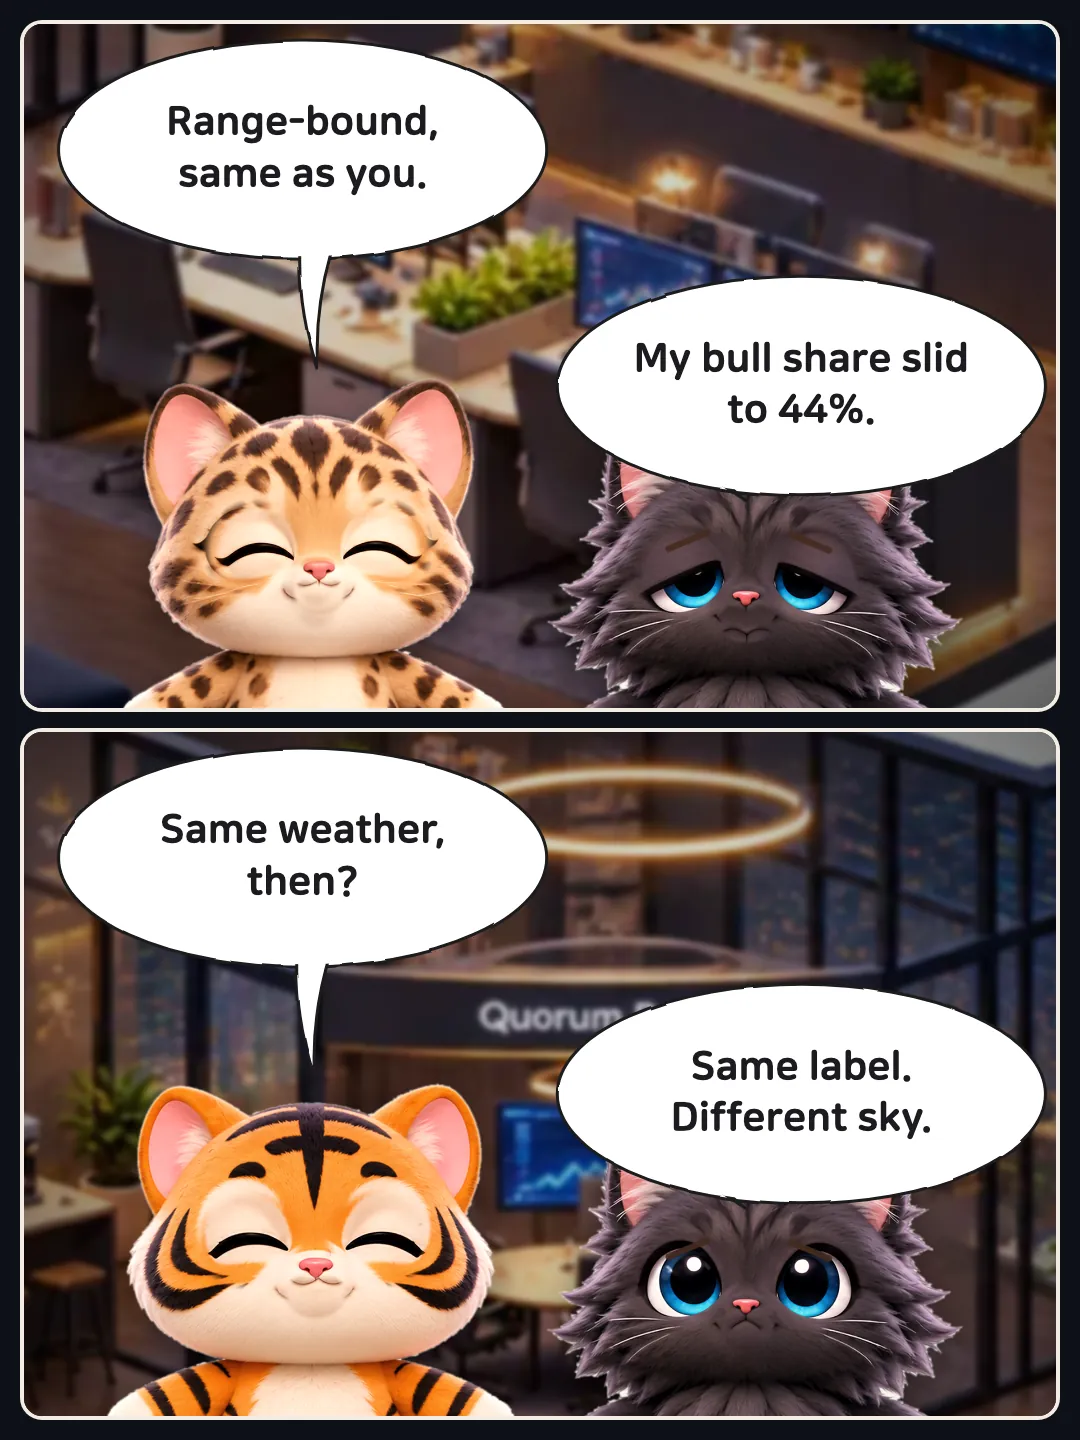 Range-bound,
same as you.
My bull share slid
to 44%.
Same weather,
then?
Quorum
Same label.
Different sky.